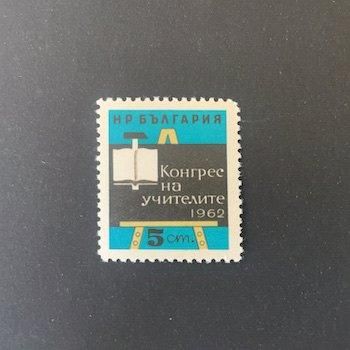 НР БЪЛГАРИЯ
Конгрес
на
учителите
1962
5 ст.